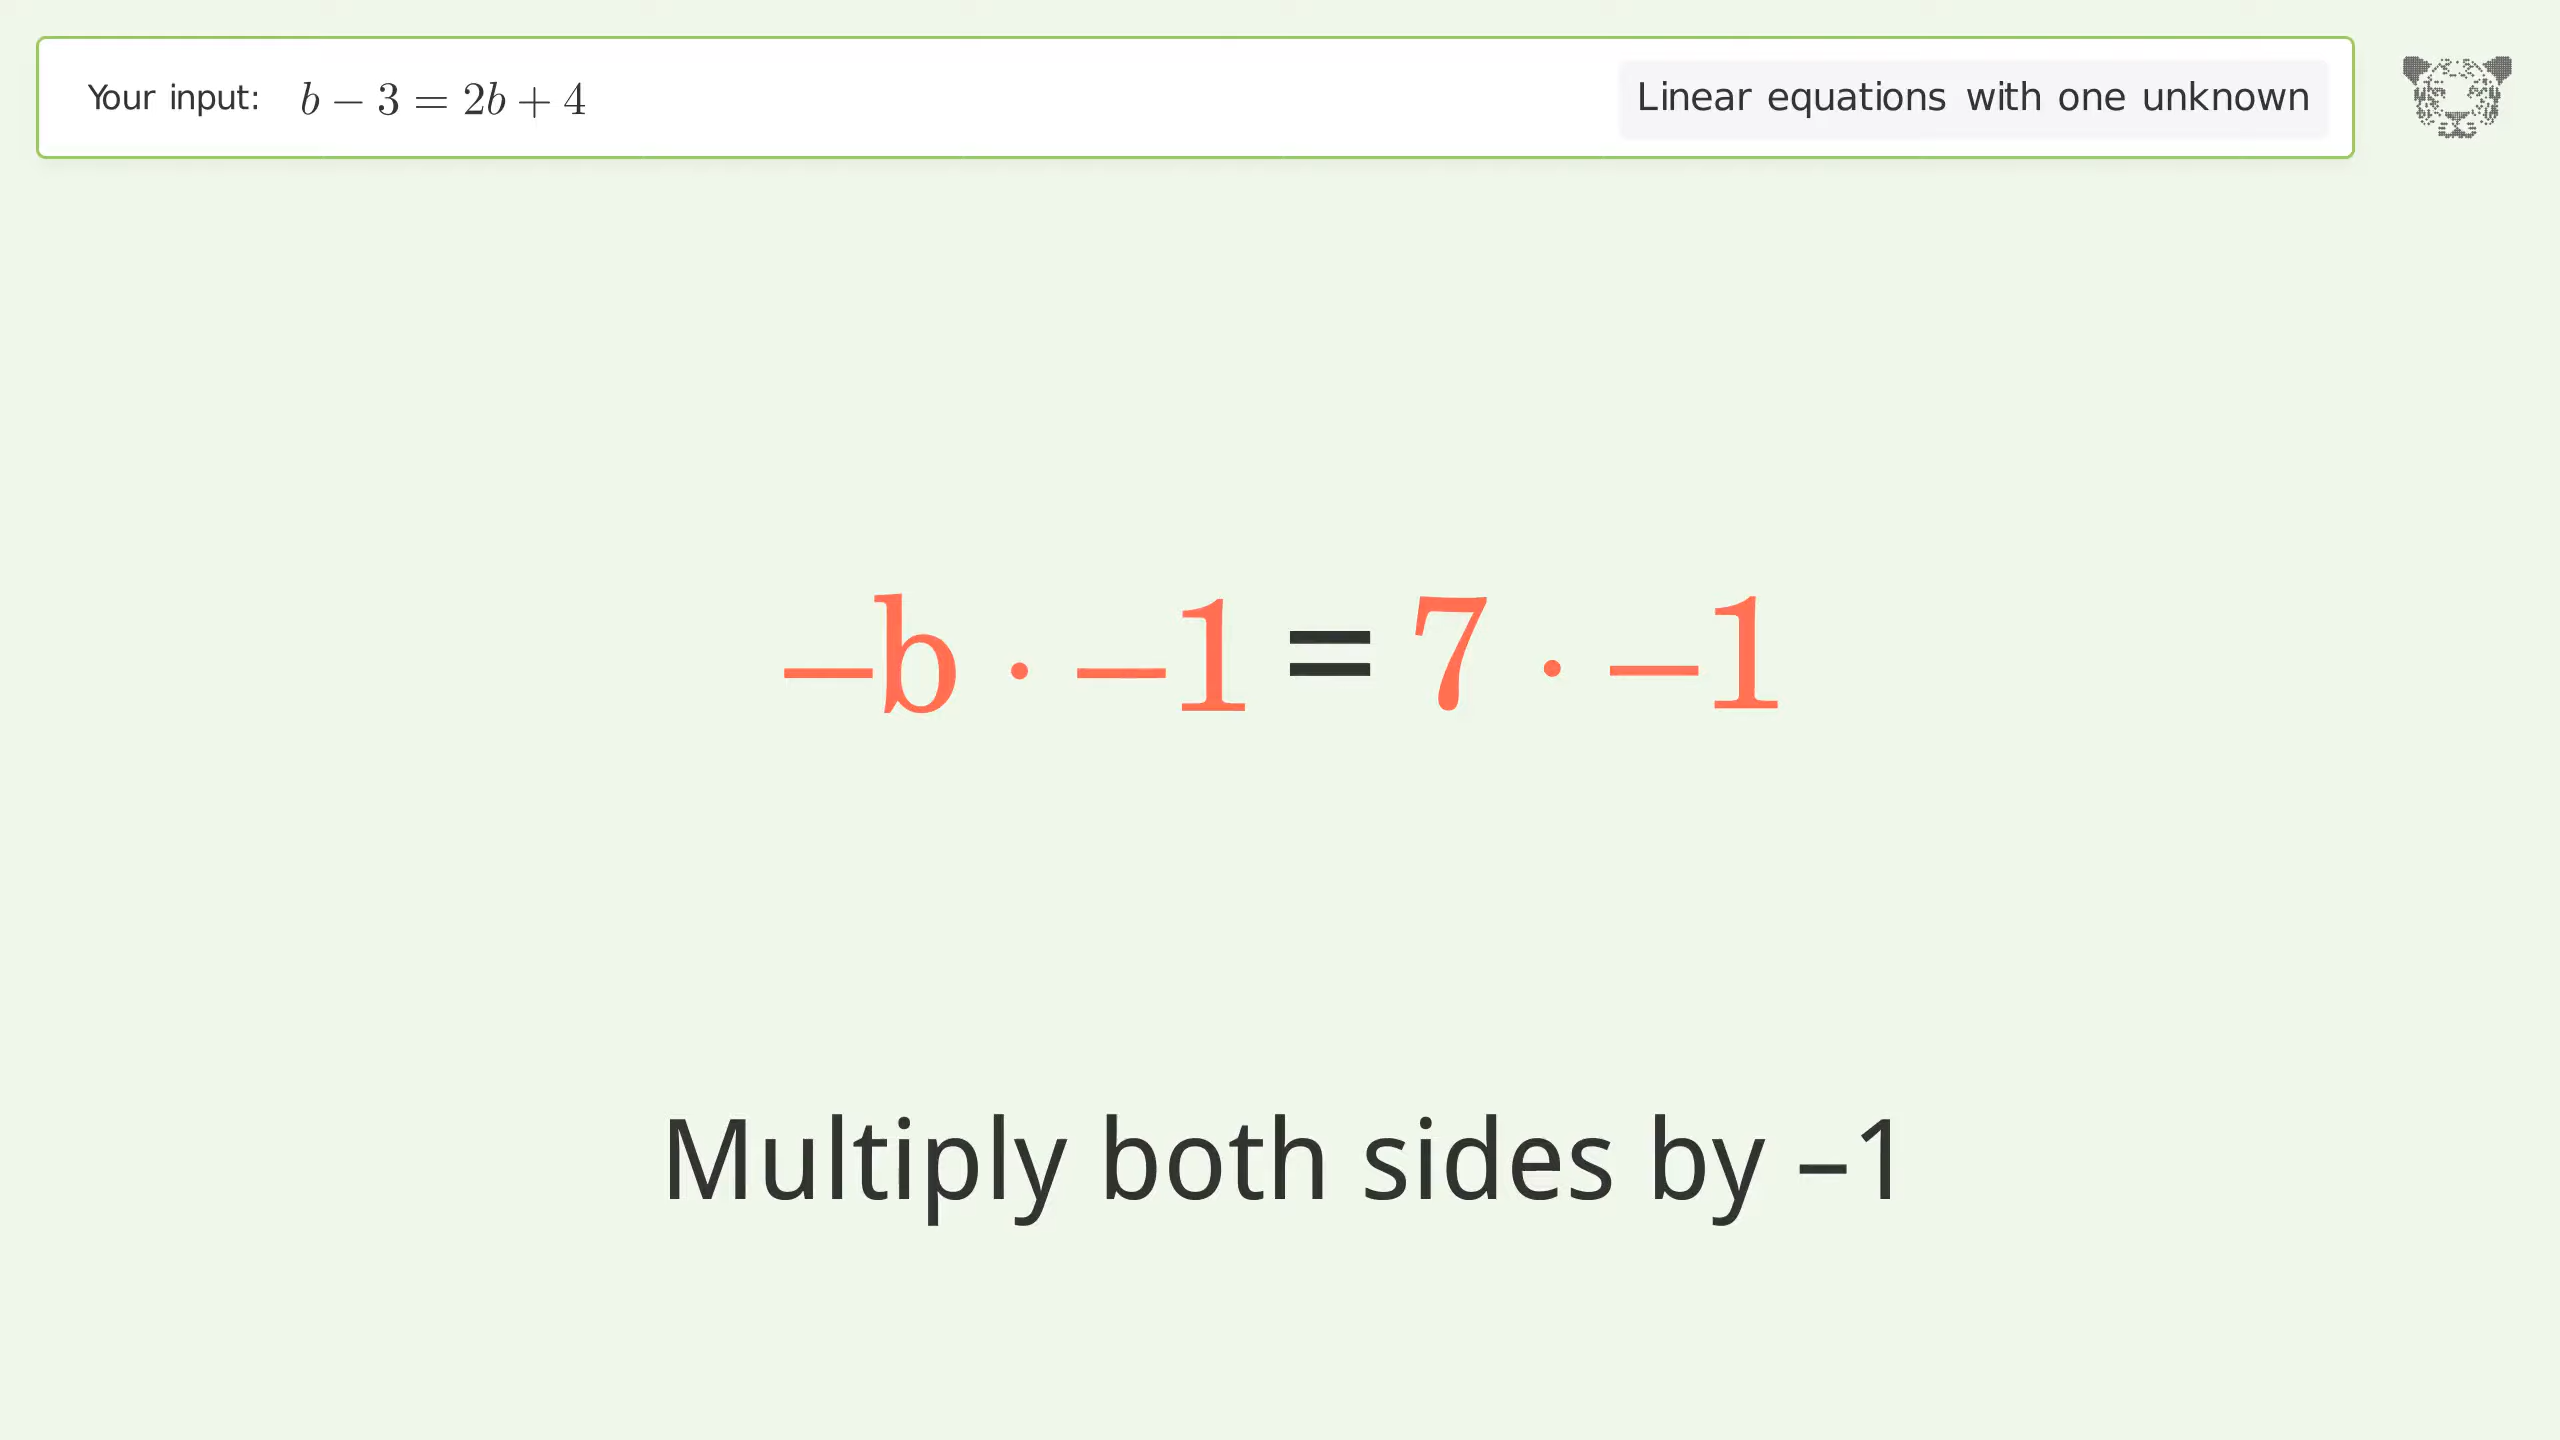 Your input: b − 3 = 2b + 4
Linear equations with one unknown
−b · −1 = 7 · −1
Multiply both sides by –1